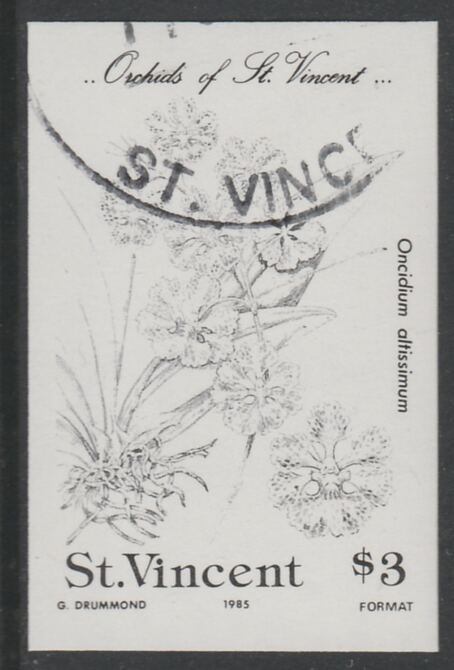 .. Orchids of St. Vincent ...
ST. VINC
Oncidium altissimum
St.Vincent $3
G. DRUMMOND 1985 FORMAT